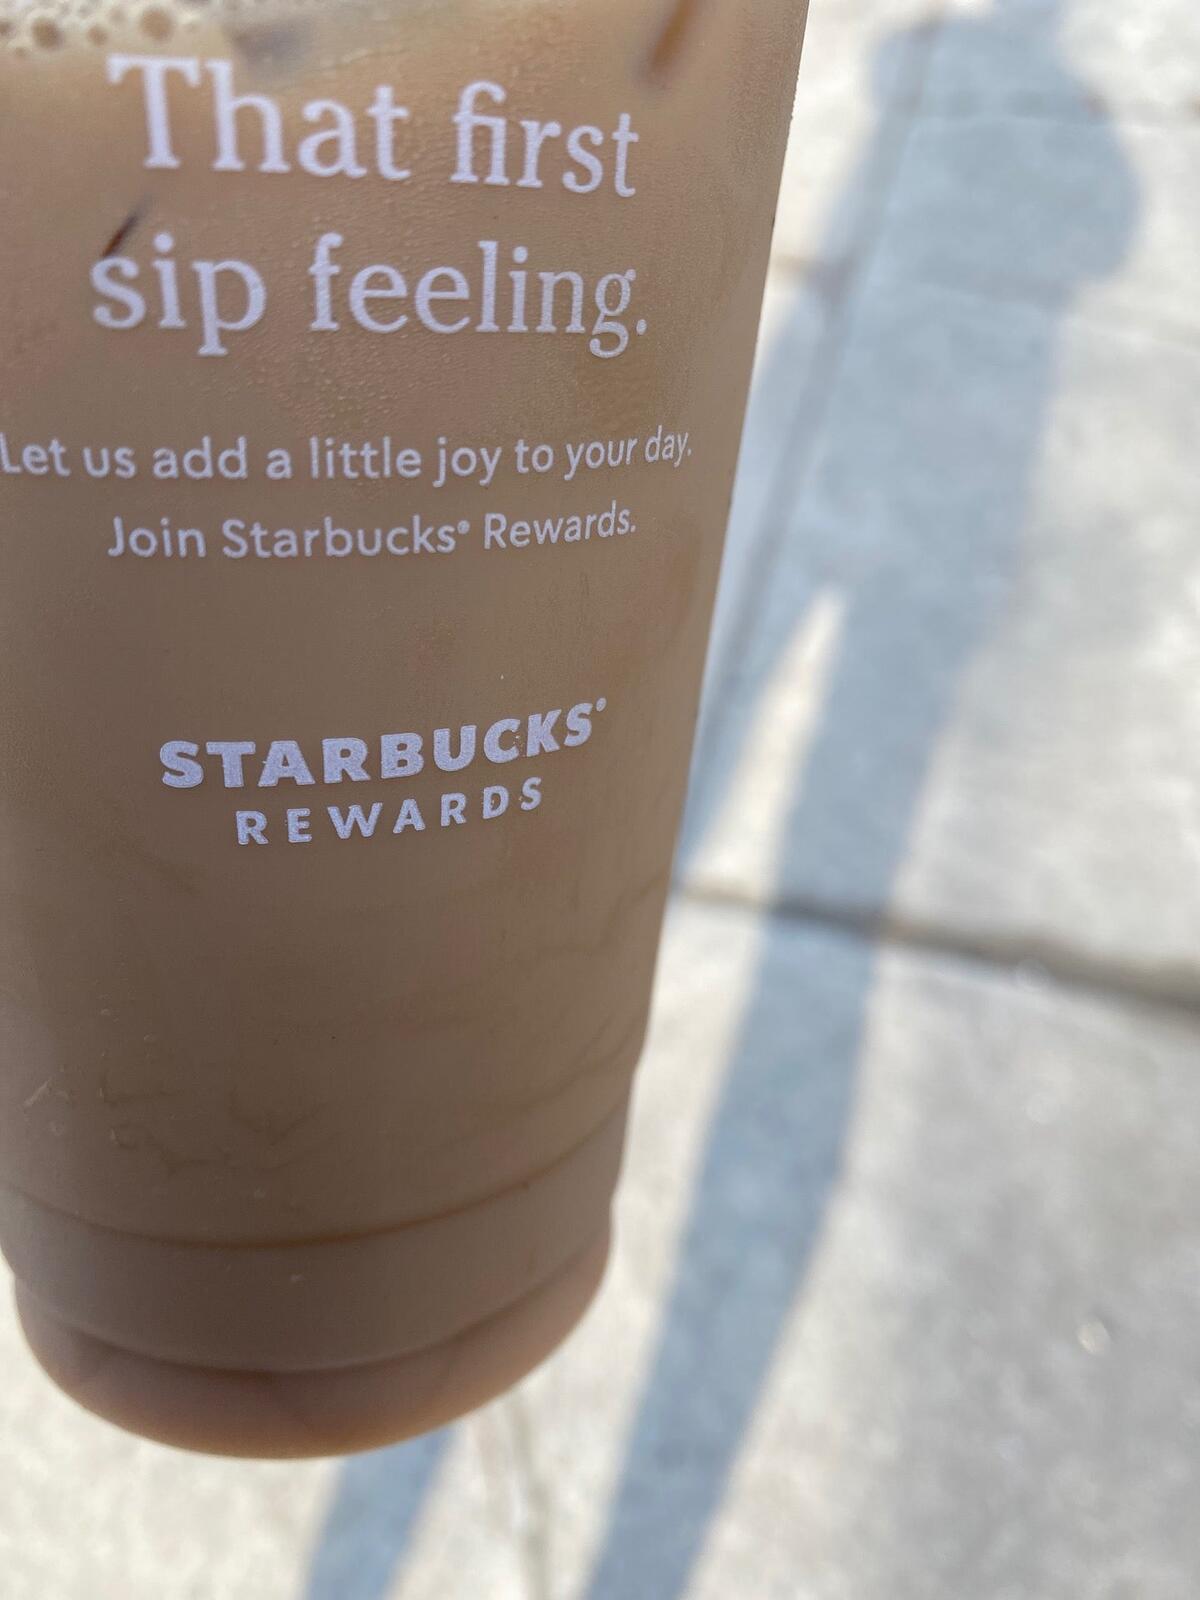 That first
sip feeling.
Let us add a little joy to your day.
Join Starbucks® Rewards.
STARBUCKS®
REWARDS